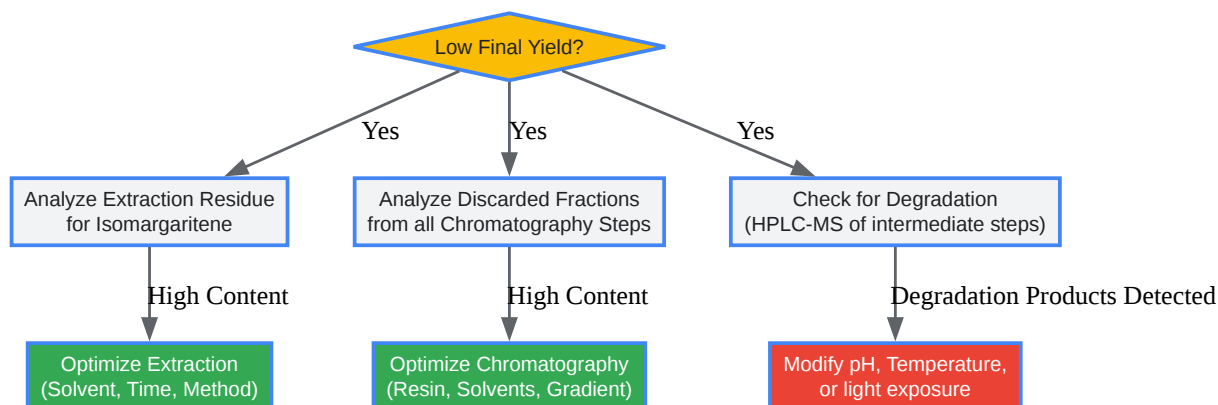 Low Final Yield?
Yes
Yes
Yes
Analyze Extraction Residue
for Isomargaritene
Analyze Discarded Fractions
from all Chromatography Steps
Check for Degradation
(HPLC-MS of intermediate steps)
High Content
High Content
Degradation Products Detected
Optimize Extraction
(Solvent, Time, Method)
Optimize Chromatography
(Resin, Solvents, Gradient)
Modify pH, Temperature,
or light exposure